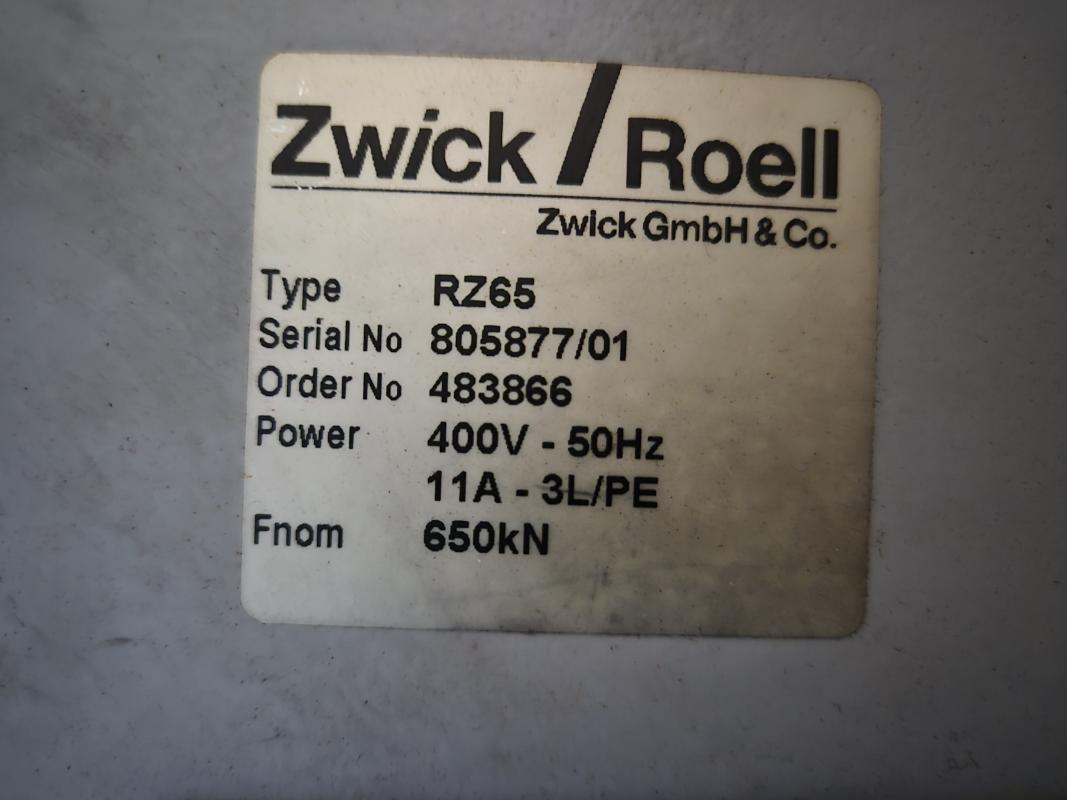 Zwick / Roell
Zwick GmbH & Co.
Type RZ65
Serial No 805877/01
Order No 483866
Power 400V - 50Hz
11A - 3L/PE
Fnom 650kN